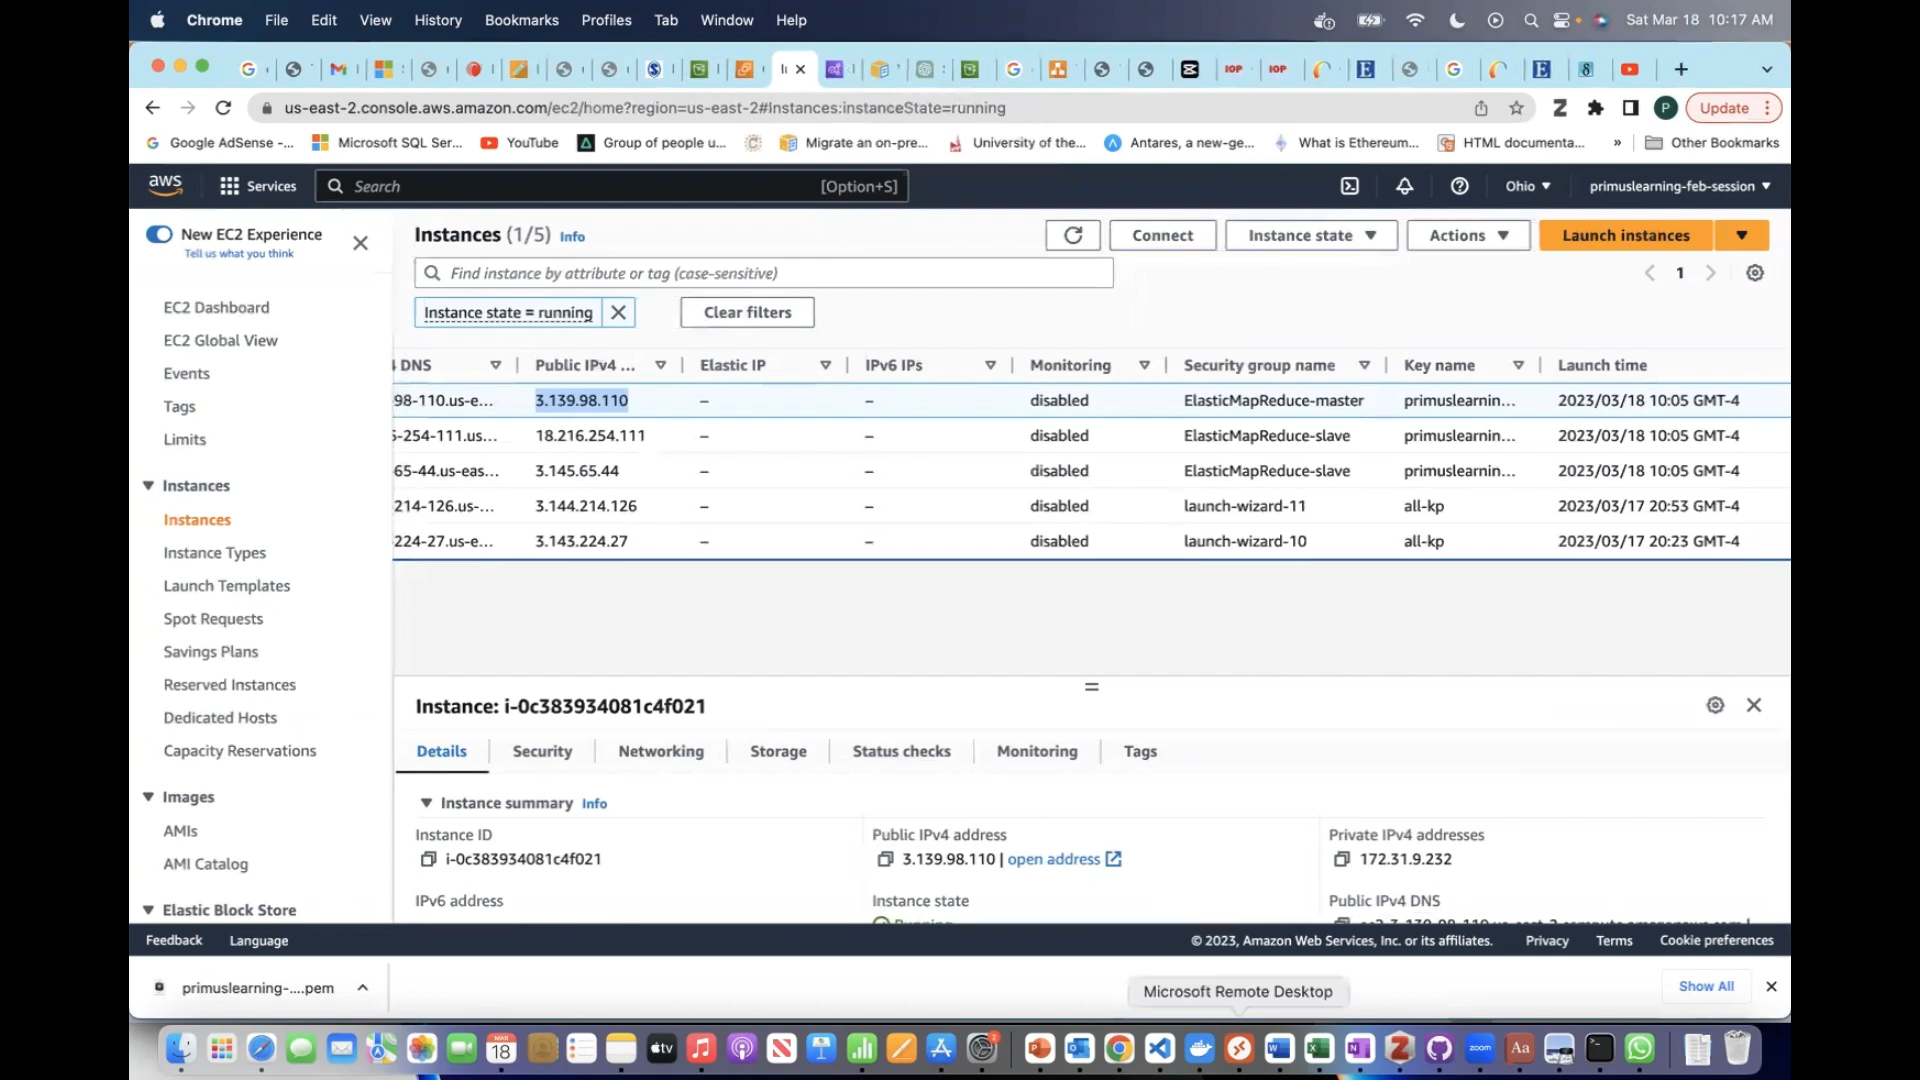 Chrome File Edit View History Bookmarks Profiles Tab Window Help Sat Mar 18 10:17 AM
us-east-2.console.aws.amazon.com/ec2/home?region=us-east-2#Instances:instanceState=running
Update
Google AdSense -... Microsoft SQL Ser... YouTube Group of people u... Migrate an on-pre... University of the... Antares, a new-ge... What is Ethereum... HTML documenta... » Other Bookmarks
aws Services Search [Option+S] Ohio primuslearning-feb-session
New EC2 Experience
Tell us what you think
EC2 Dashboard
EC2 Global View
Events
Tags
Limits
Instances
Instances
Instance Types
Launch Templates
Spot Requests
Savings Plans
Reserved Instances
Dedicated Hosts
Capacity Reservations
Images
AMIs
AMI Catalog
Elastic Block Store
Instances (1/5) Info Connect Instance state Actions Launch instances
Find instance by attribute or tag (case-sensitive) 1
Instance state = running Clear filters
DNS Public IPv4 ... Elastic IP IPv6 IPs Monitoring Security group name Key name Launch time
98-110.us-e... 3.139.98.110 – – disabled ElasticMapReduce-master primuslearnin... 2023/03/18 10:05 GMT-4
-254-111.us... 18.216.254.111 – – disabled ElasticMapReduce-slave primuslearnin... 2023/03/18 10:05 GMT-4
65-44.us-eas... 3.145.65.44 – – disabled ElasticMapReduce-slave primuslearnin... 2023/03/18 10:05 GMT-4
214-126.us-... 3.144.214.126 – – disabled launch-wizard-11 all-kp 2023/03/17 20:53 GMT-4
224-27.us-e... 3.143.224.27 – – disabled launch-wizard-10 all-kp 2023/03/17 20:23 GMT-4
Instance: i-0c383934081c4f021
Details Security Networking Storage Status checks Monitoring Tags
Instance summary Info
Instance ID Public IPv4 address Private IPv4 addresses
i-0c383934081c4f021 3.139.98.110 | open address 172.31.9.232
IPv6 address Instance state Public IPv4 DNS
Feedback Language © 2023, Amazon Web Services, Inc. or its affiliates. Privacy Terms Cookie preferences
primuslearning-....pem Show All
Microsoft Remote Desktop
MAR
18
tv
zoom
Aa